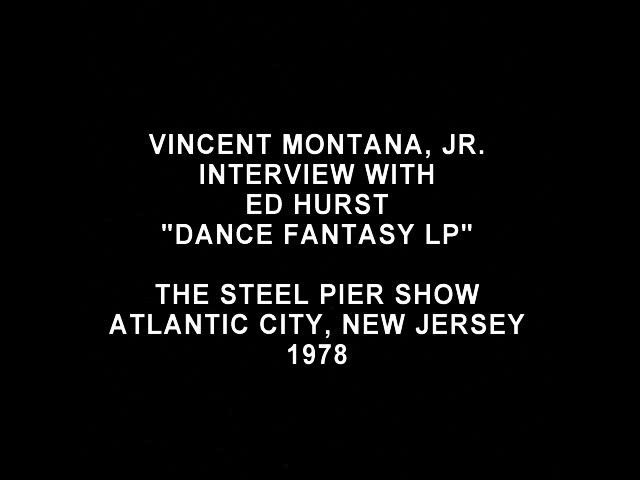 VINCENT MONTANA, JR.
INTERVIEW WITH
ED HURST
"DANCE FANTASY LP"
THE STEEL PIER SHOW
ATLANTIC CITY, NEW JERSEY
1978